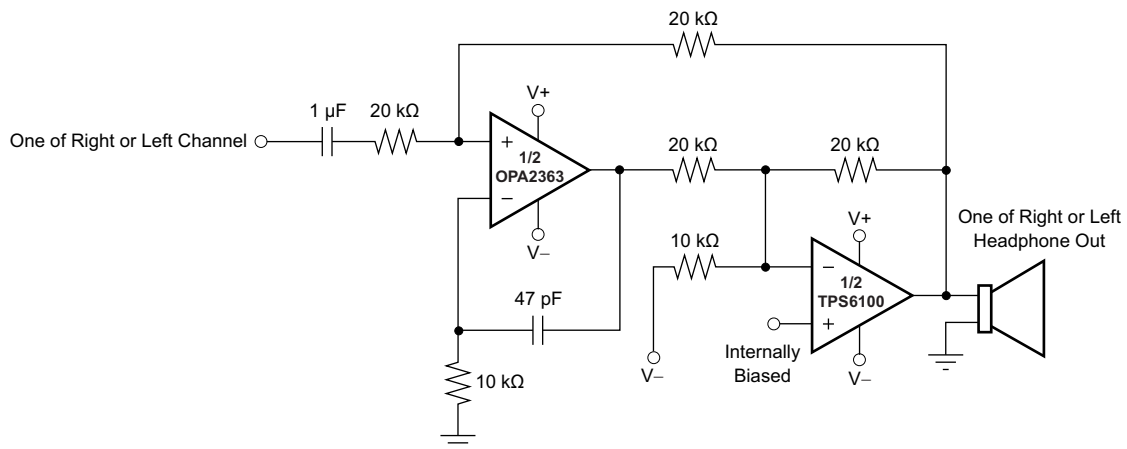 20 kΩ
V+
1 µF
20 kΩ
One of Right or Left Channel
+
1/2
OPA2363
−
V−
20 kΩ
20 kΩ
10 kΩ
V−
V+
−
1/2
TPS6100
+
V−
Internally
Biased
One of Right or Left
Headphone Out
47 pF
10 kΩ